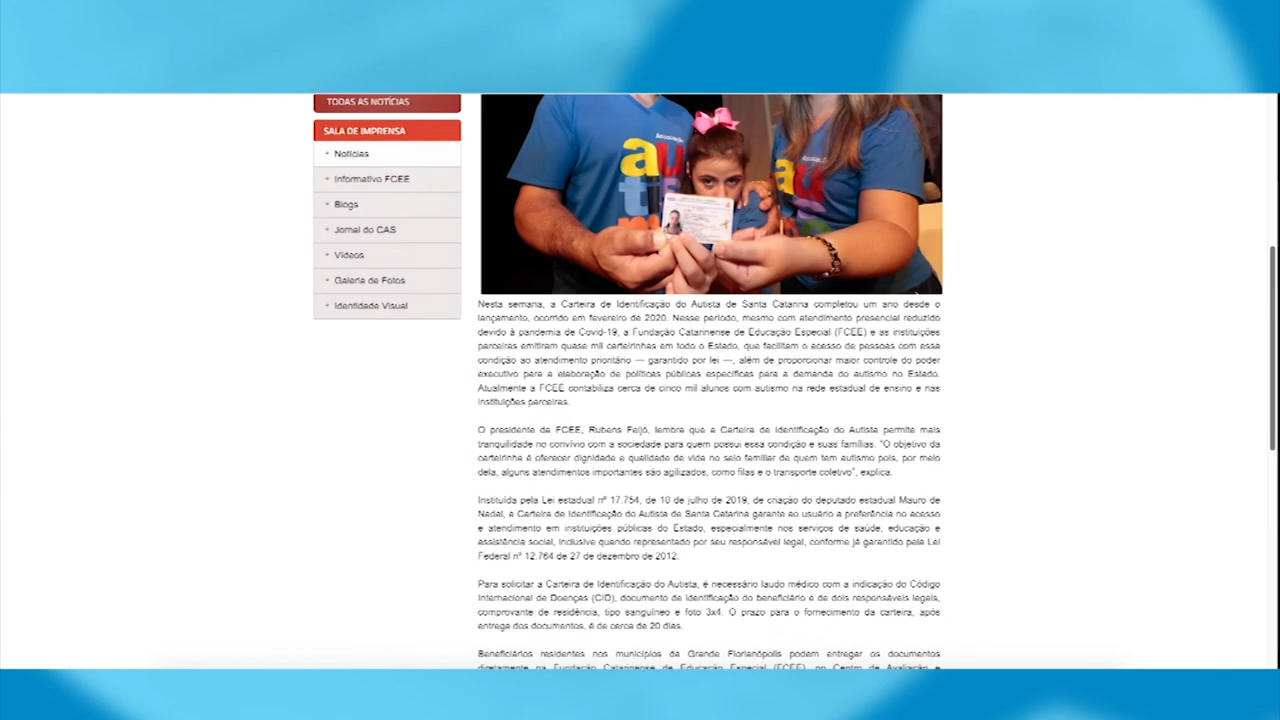 TODAS AS NOTÍCIAS
SALA DE IMPRENSA
Notícias
Informativo FCEE
Blogs
Jornal do CAS
Vídeos
Galeria de Fotos
Identidade Visual
Associação
au
ti
Nesta semana, a Carteira de Identificação do Autista de Santa Catarina completou um ano desde o
lançamento, ocorrido em fevereiro de 2020. Nesse período, mesmo com atendimento presencial reduzido
devido à pandemia de Covid-19, a Fundação Catarinense de Educação Especial (FCEE) e as instituições
parceiras emitiram quase mil carteirinhas em todo o Estado, que facilitam o acesso de pessoas com essa
condição ao atendimento prioritário — garantido por lei —, além de proporcionar maior controle do poder
executivo para a elaboração de políticas públicas específicas para a demanda do autismo no Estado.
Atualmente a FCEE contabiliza cerca de cinco mil alunos com autismo na rede estadual de ensino e nas
instituições parceiras.
O presidente da FCEE, Rubens Feijó, lembra que a Carteira de Identificação do Autista permite mais
tranquilidade no convívio com a sociedade para quem possui essa condição e suas famílias. "O objetivo da
carteirinha é oferecer dignidade e qualidade de vida no seio familiar de quem tem autismo pois, por meio
dela, alguns atendimentos importantes são agilizados, como filas e o transporte coletivo", explica.
Instituída pela Lei estadual nº 17.754, de 10 de julho de 2019, de criação do deputado estadual Mauro de
Nadal, a Carteira de Identificação do Autista de Santa Catarina garante ao usuário a preferência no acesso
e atendimento em instituições públicas do Estado, especialmente nos serviços de saúde, educação e
assistência social, inclusive quando representado por seu responsável legal, conforme já garantido pela Lei
Federal nº 12.764 de 27 de dezembro de 2012.
Para solicitar a Carteira de Identificação do Autista, é necessário laudo médico com a indicação do Código
Internacional de Doenças (CID), documento de identificação do beneficiário e de dois responsáveis legais,
comprovante de residência, tipo sanguíneo e foto 3x4. O prazo para o fornecimento da carteira, após
entrega dos documentos, é de cerca de 20 dias.
Beneficiários residentes nos municípios da Grande Florianópolis podem entregar os documentos
diretamente na Fundação Catarinense de Educação Especial (FCEE), no Centro de Avaliação e